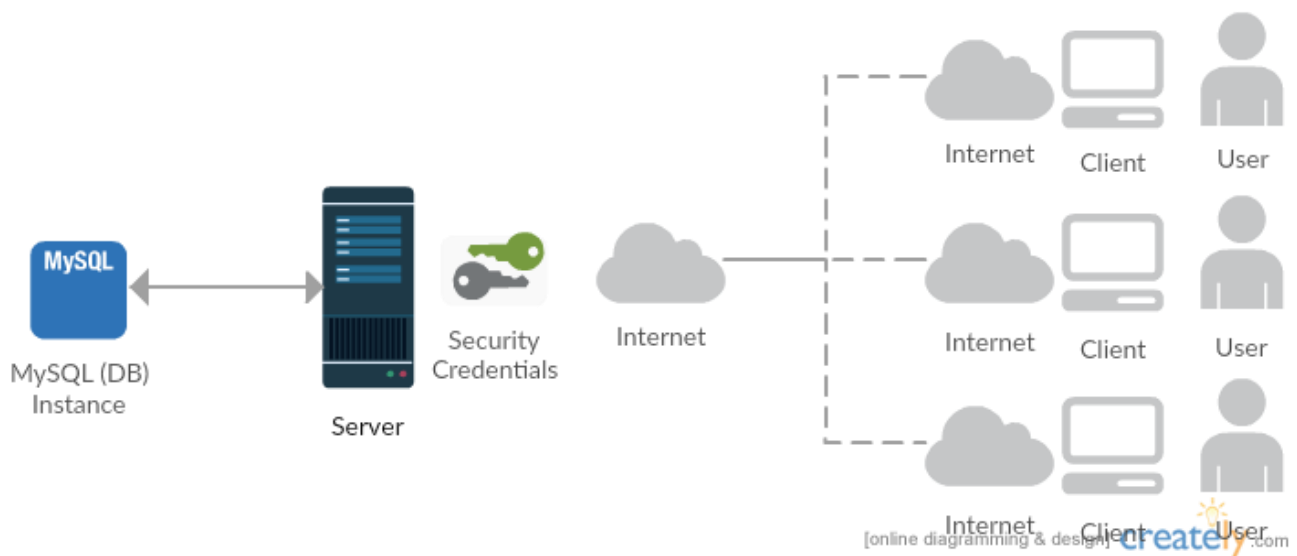 Internet
Client
User
MySQL
MySQL (DB)
Instance
Server
Security
Credentials
Internet
Internet
Client
User
Internet
Client
User
[online diagramming & design] creately.com